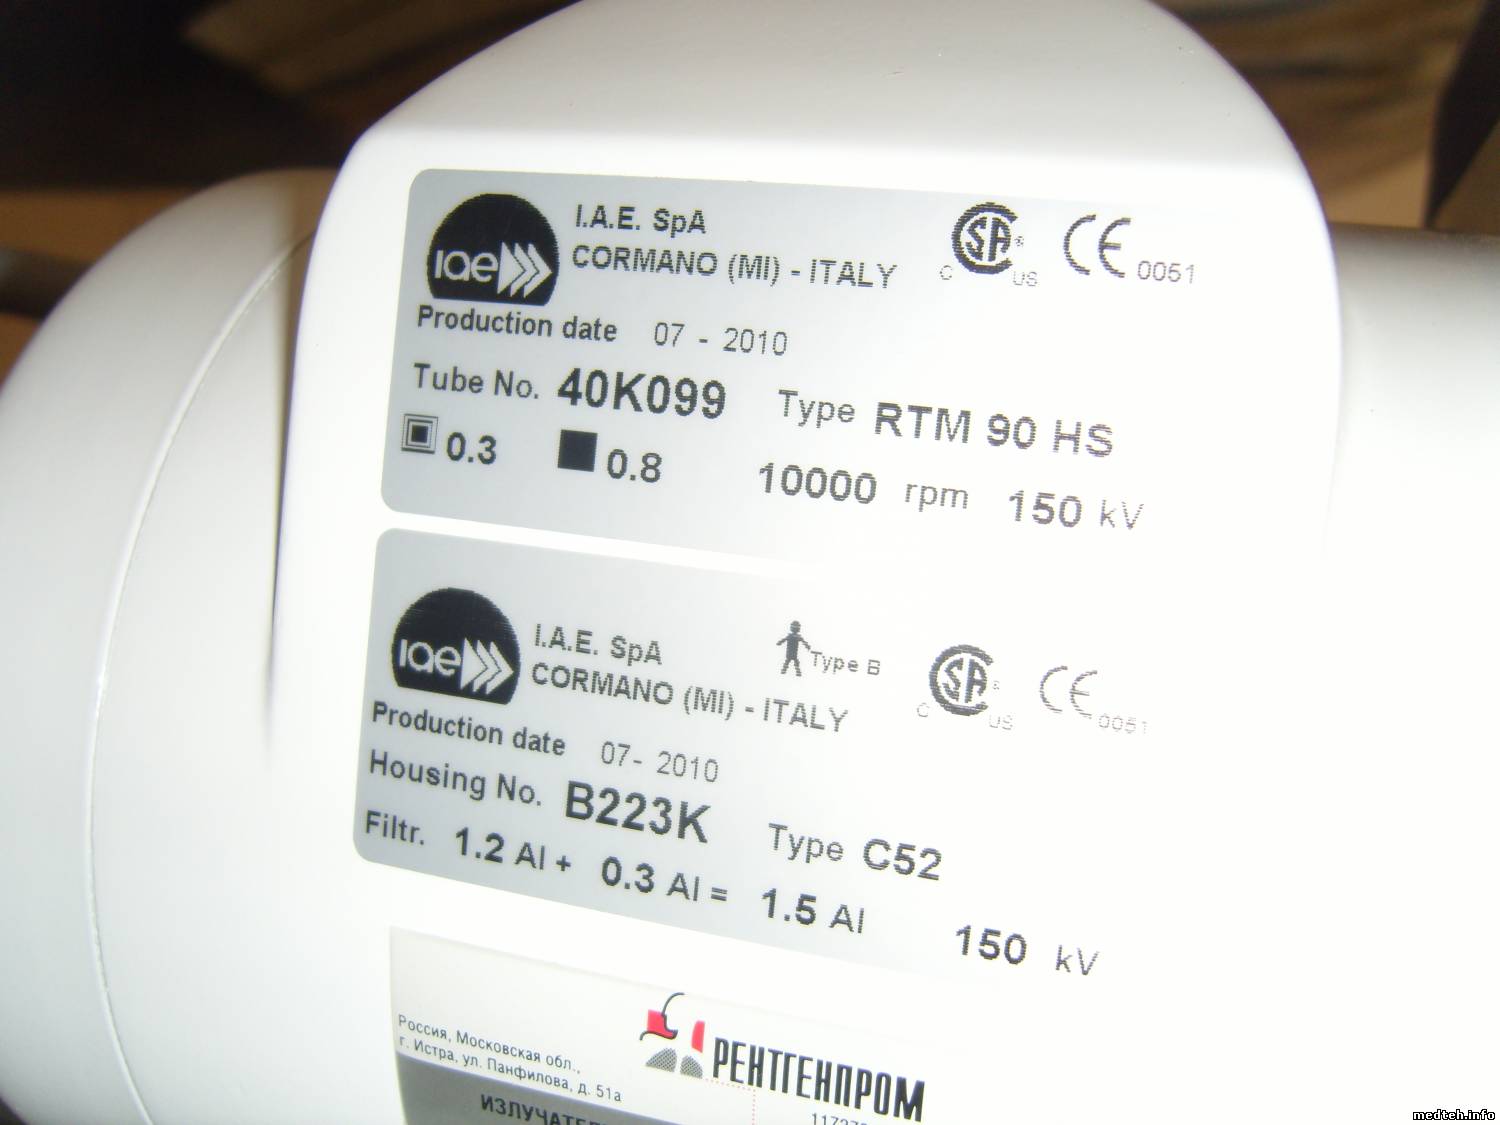 iae
I.A.E. SpA
CORMANO (MI) - ITALY
CSA® C US CE 0051
Production date 07 - 2010
Tube No. 40K099 Type RTM 90 HS
0.3 0.8 10000 rpm 150 kV
iae
I.A.E. SpA
CORMANO (MI) - ITALY
Type B
CSA® C US CE 0051
Production date 07- 2010
Housing No. B223K Type C52
Filtr. 1.2 Al + 0.3 Al = 1.5 Al 150 kV
Россия, Московская обл.,
г. Истра, ул. Панфилова, д. 51а
РЕНТГЕНПРОМ
medteh.info